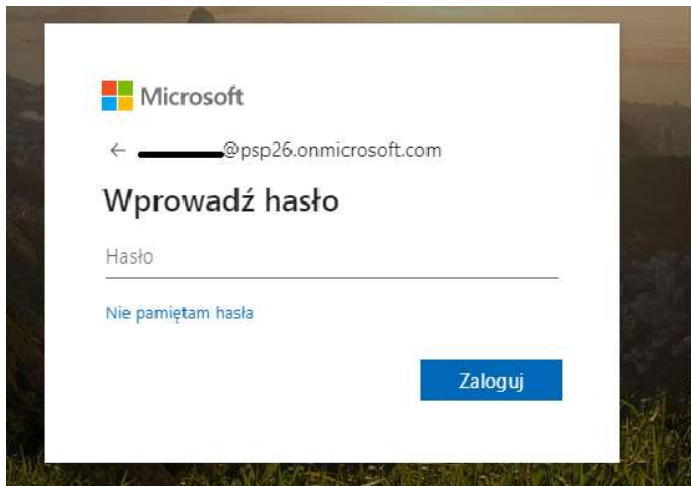 Microsoft
← @psp26.onmicrosoft.com
Wprowadź hasło
Hasło
Nie pamiętam hasła
Zaloguj